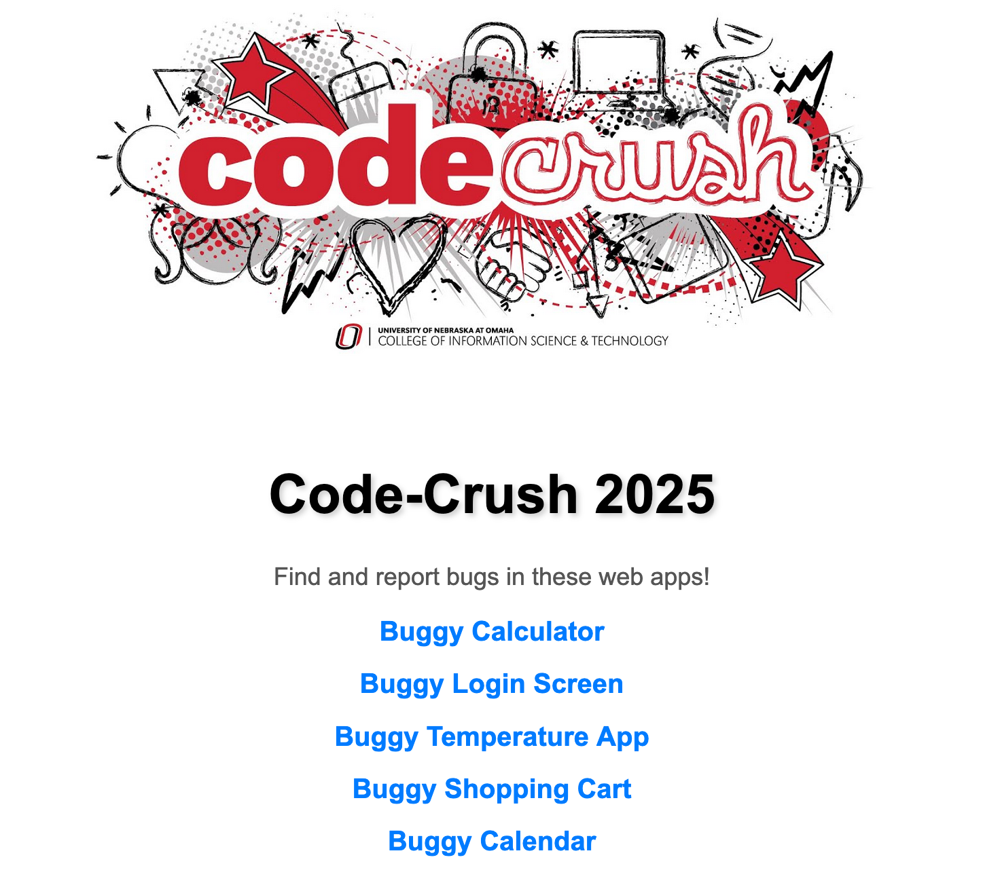 codecrush
UNIVERSITY OF NEBRASKA AT OMAHA
COLLEGE OF INFORMATION SCIENCE & TECHNOLOGY
Code-Crush 2025
Find and report bugs in these web apps!
Buggy Calculator
Buggy Login Screen
Buggy Temperature App
Buggy Shopping Cart
Buggy Calendar